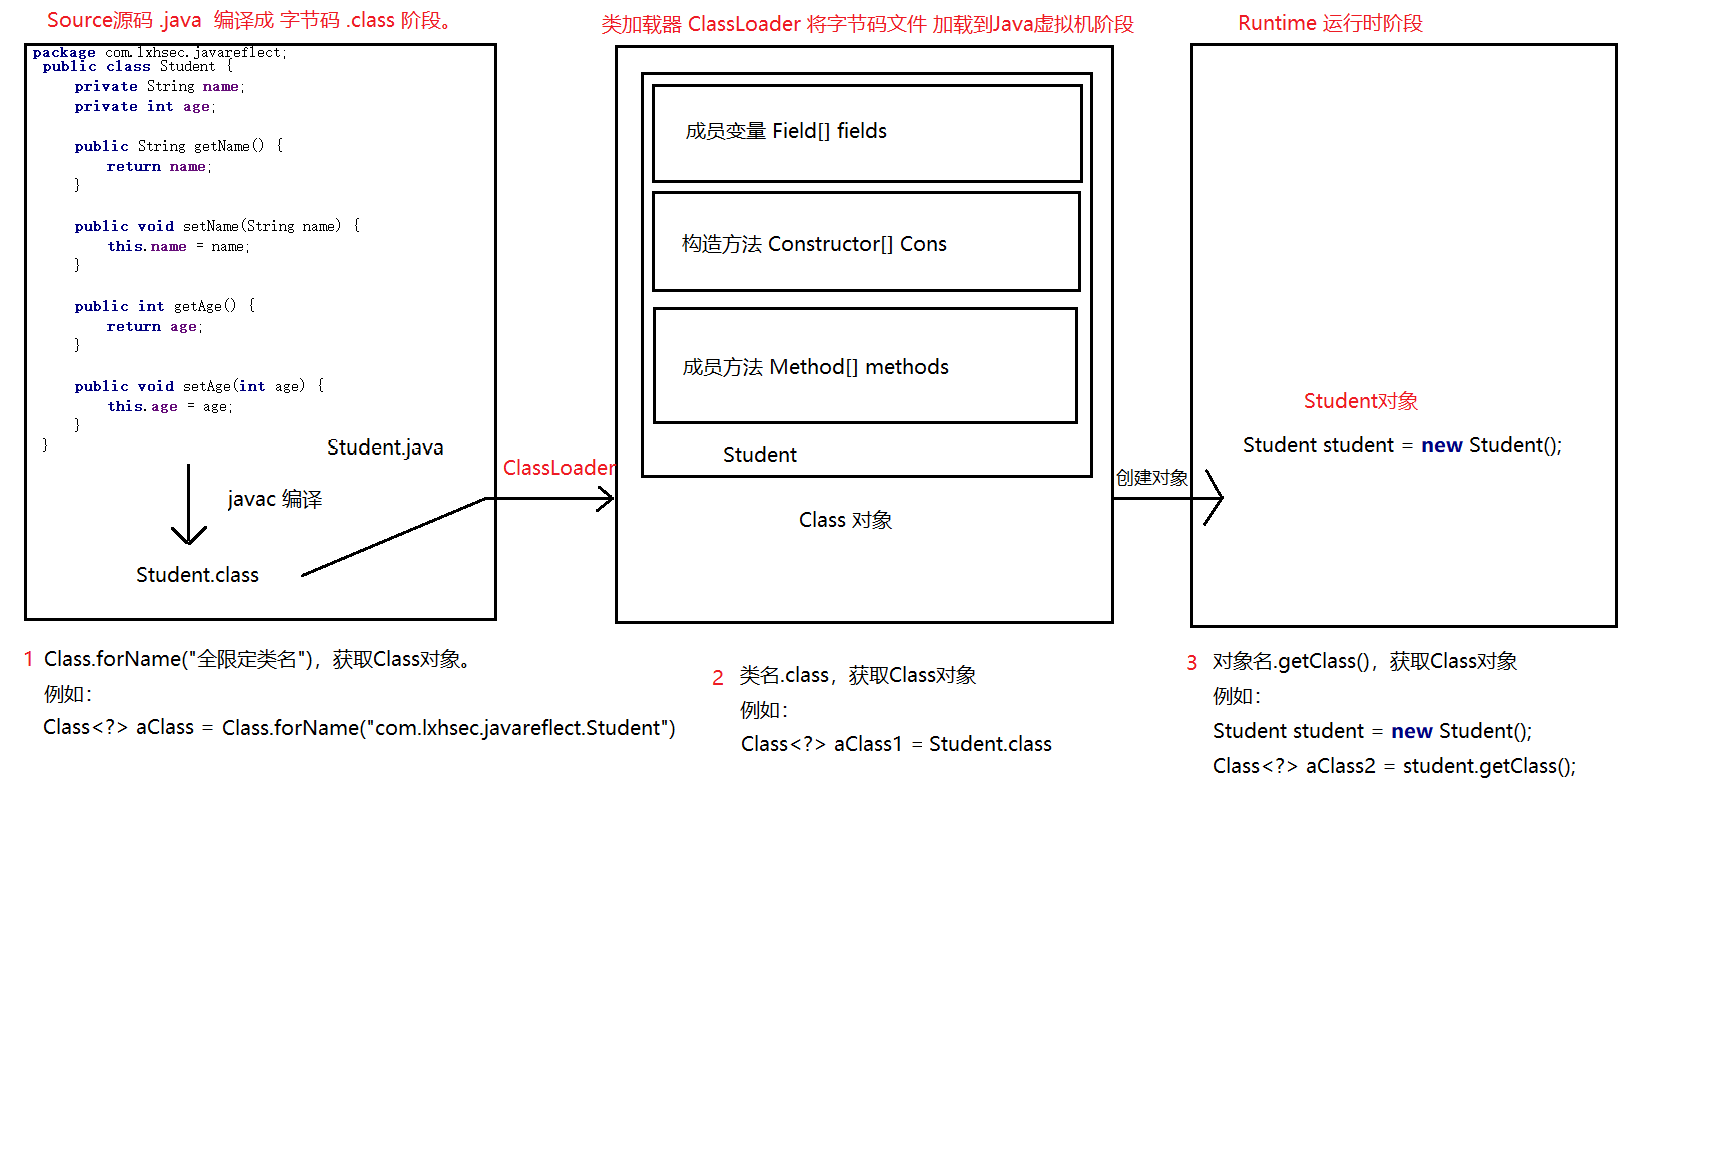 Source源码 .java 编译成 字节码 .class 阶段。
package com.lxhsec.javareflect;
public class Student {
private String name;
private int age;
public String getName() {
return name;
}
public void setName(String name) {
this.name = name;
}
public int getAge() {
return age;
}
public void setAge(int age) {
this.age = age;
}
}
Student.java
javac 编译
Student.class
ClassLoader
类加载器 ClassLoader 将字节码文件 加载到Java虚拟机阶段
成员变量 Field[] fields
构造方法 Constructor[] Cons
成员方法 Method[] methods
Student
Class 对象
创建对象
Runtime 运行时阶段
Student对象
Student student = new Student();
1 Class.forName("全限定类名"), 获取Class对象。
例如:
Class<?> aClass = Class.forName("com.lxhsec.javareflect.Student")
2 类名.class, 获取Class对象
例如:
Class<?> aClass1 = Student.class
3 对象名.getClass(), 获取Class对象
例如:
Student student = new Student();
Class<?> aClass2 = student.getClass();